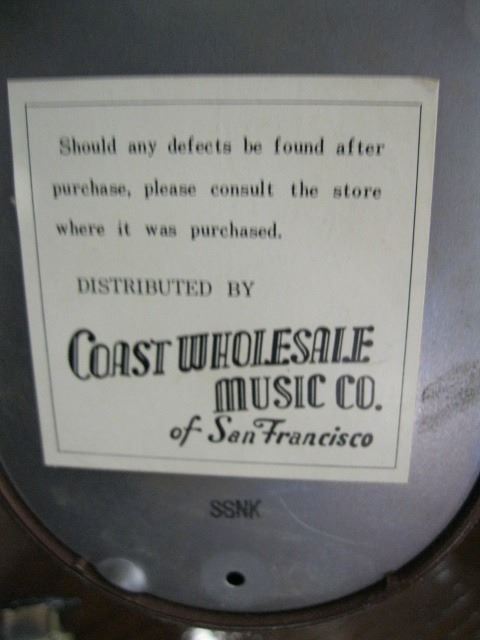 Should any defects be found after
purchase, please consult the store
where it was purchased.
DISTRIBUTED BY
COAST WHOLESALE
MUSIC CO.
of San Francisco
SSNK